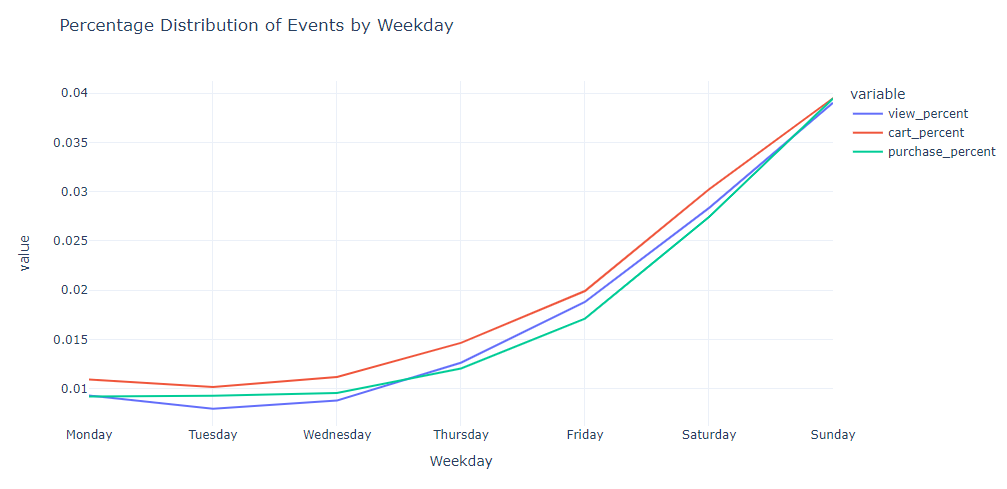 Percentage Distribution of Events by Weekday
0.04
0.035
0.03
0.025
0.02
0.015
0.01
value
Monday Tuesday Wednesday Thursday Friday Saturday Sunday
Weekday
variable
view_percent
cart_percent
purchase_percent